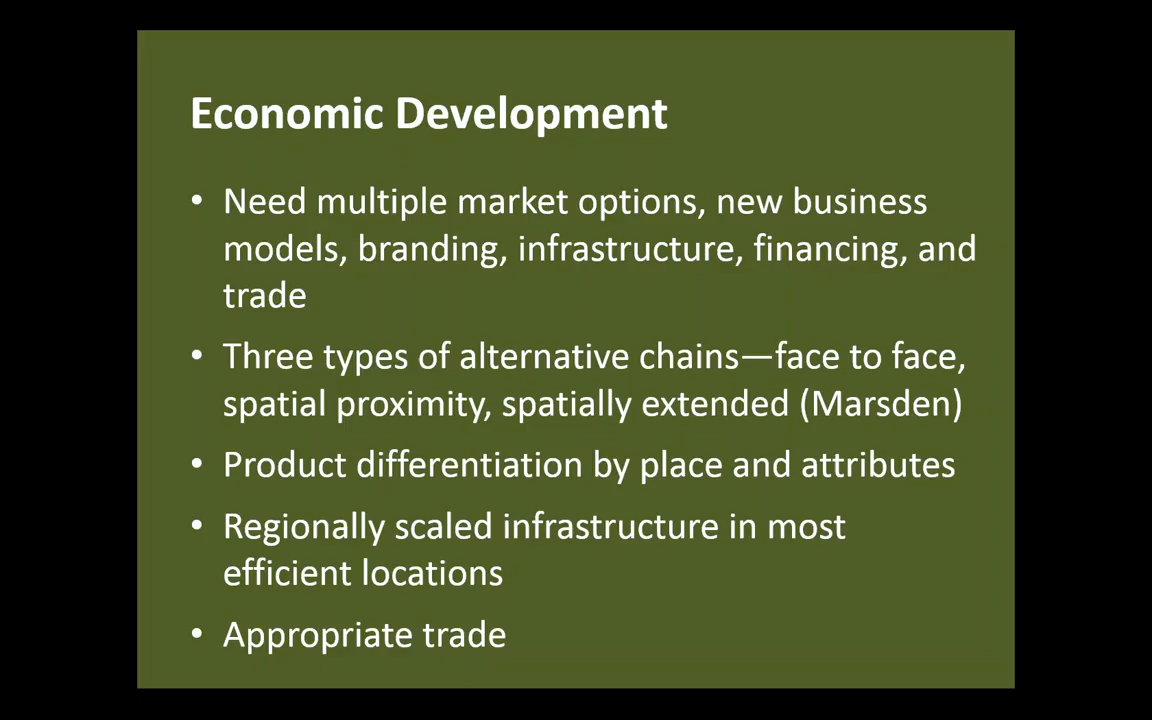 Economic Development
• Need multiple market options, new business
models, branding, infrastructure, financing, and
trade
• Three types of alternative chains—face to face,
spatial proximity, spatially extended (Marsden)
• Product differentiation by place and attributes
• Regionally scaled infrastructure in most
efficient locations
• Appropriate trade